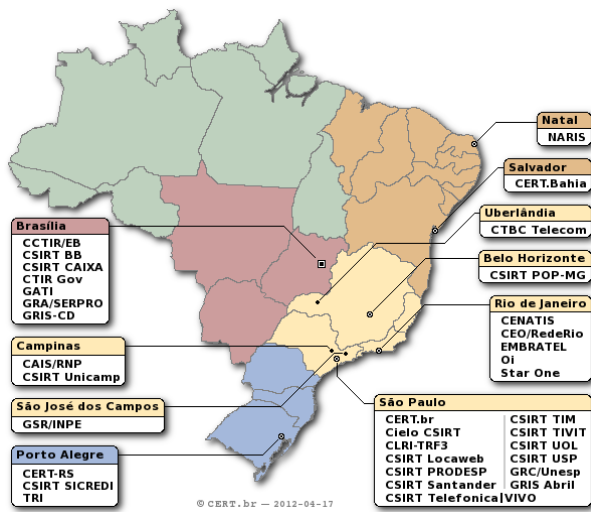 Natal
NARIS
Salvador
CERT.Bahia
Uberlândia
CTBC Telecom
Belo Horizonte
CSIRT POP-MG
Rio de Janeiro
CENATIS
CEO/RedeRio
EMBRATEL
Oi
Star One
Brasília
CCTIR/EB
CSIRT BB
CSIRT CAIXA
CTIR Gov
GATI
GRA/SERPRO
GRIS-CD
Campinas
CAIS/RNP
CSIRT Unicamp
São José dos Campos
GSR/INPE
Porto Alegre
CERT-RS
CSIRT SICREDI
TRI
São Paulo
CERT.br
Cielo CSIRT
CLRI-TRF3
CSIRT Locaweb
CSIRT PRODESP
CSIRT Santander
CSIRT Telefonica|VIVO
CSIRT TIM
CSIRT TIVIT
CSIRT UOL
CSIRT USP
GRC/Unesp
GRIS Abril
© CERT.br — 2012-04-17